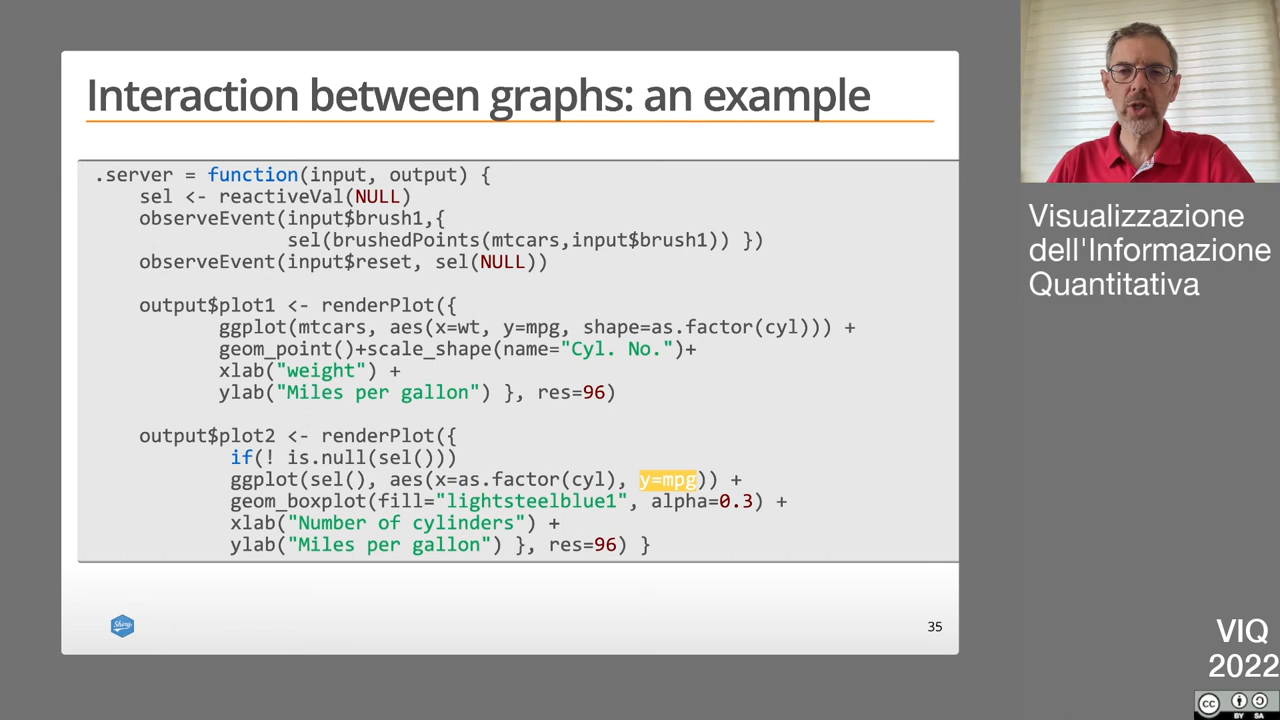 Interaction between graphs: an example
.server = function(input, output) {
sel <- reactiveVal(NULL)
observeEvent(input$brush1,{
sel(brushedPoints(mtcars,input$brush1)) })
observeEvent(input$reset, sel(NULL))
output$plot1 <- renderPlot({
ggplot(mtcars, aes(x=wt, y=mpg, shape=as.factor(cyl))) +
geom_point()+scale_shape(name="Cyl. No.")+
xlab("weight") +
ylab("Miles per gallon") }, res=96)
output$plot2 <- renderPlot({
if(! is.null(sel()))
ggplot(sel(), aes(x=as.factor(cyl), y=mpg)) +
geom_boxplot(fill="lightsteelblue1", alpha=0.3) +
xlab("Number of cylinders") +
ylab("Miles per gallon") }, res=96) }
Shiny
35
Visualizzazione
dell'Informazione
Quantitativa
VIQ
2022
CC BY SA